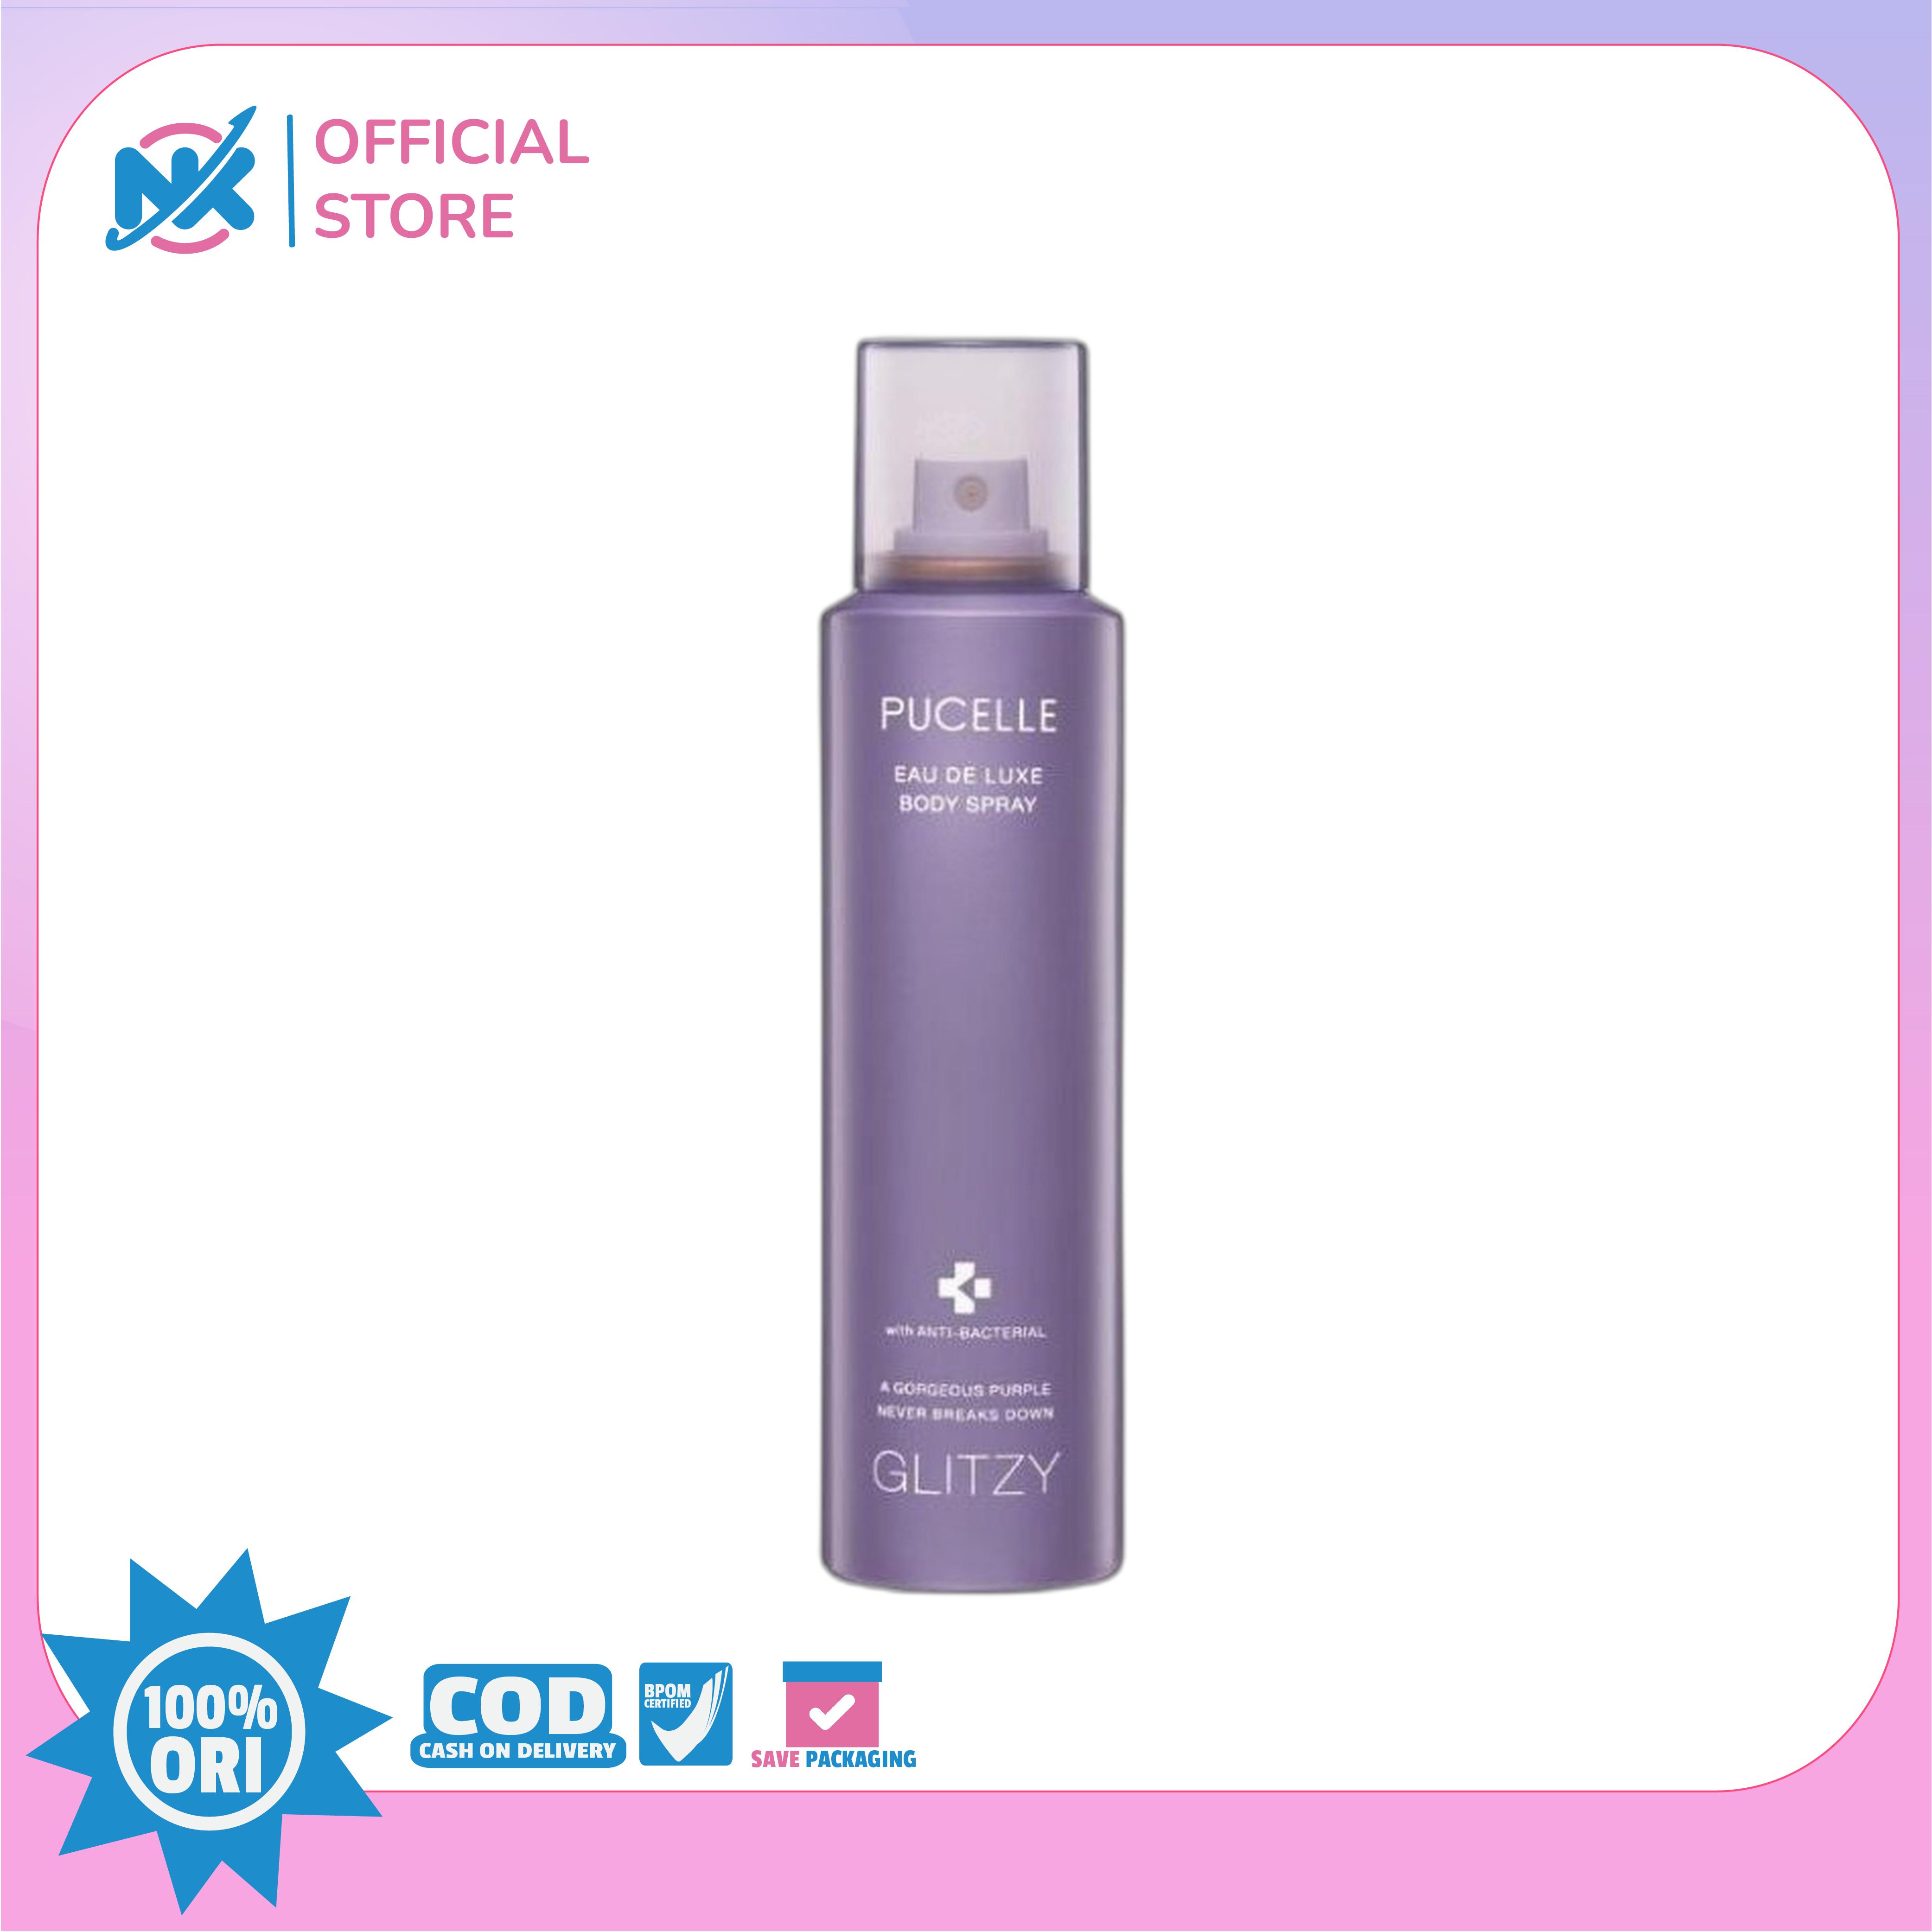 NK
OFFICIAL
STORE
PUCELLE
EAU DE LUXE
BODY SPRAY
with ANTI-BACTERIAL
A GORGEOUS PURPLE
NEVER BREAKS DOWN
GLITZY
100%
ORI
COD
CASH ON DELIVERY
BPOM
CERTIFIED
SAVE PACKAGING